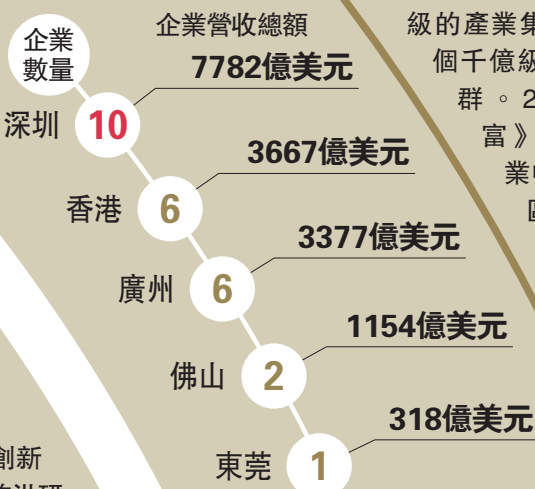 企業
數量
企業營收總額
深圳 10 7782億美元
香港 6 3667億美元
廣州 6 3377億美元
佛山 2 1154億美元
東莞 1 318億美元
級的產業集
個千億級
群。2
富》
業
創新
港研